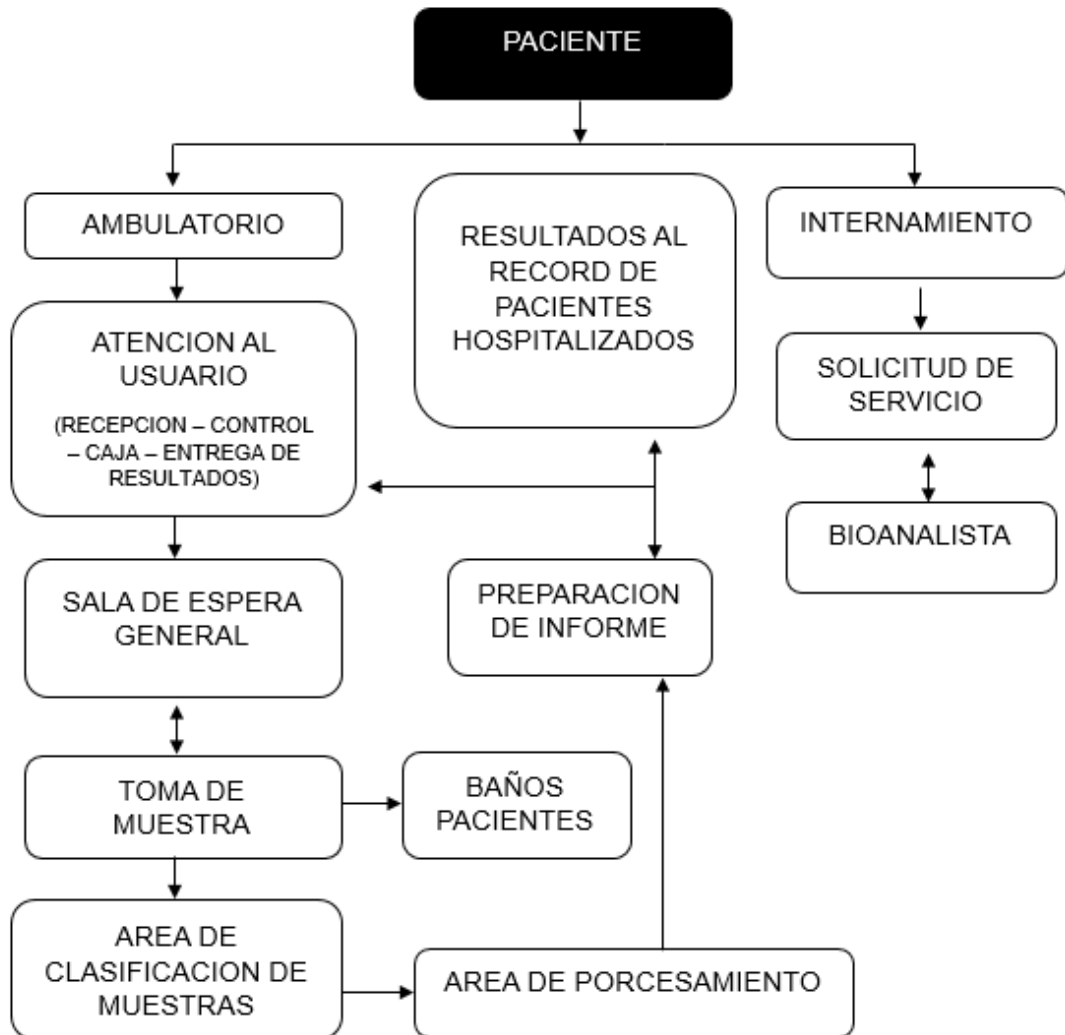 PACIENTE
AMBULATORIO
RESULTADOS AL
RECORD DE
PACIENTES
HOSPITALIZADOS
INTERNAMIENTO
ATENCION AL
USUARIO
(RECEPCION – CONTROL
– CAJA – ENTREGA DE
RESULTADOS)
SOLICITUD DE
SERVICIO
BIOANALISTA
SALA DE ESPERA
GENERAL
PREPARACION
DE INFORME
TOMA DE
MUESTRA
BAÑOS
PACIENTES
AREA DE
CLASIFICACION DE
MUESTRAS
AREA DE PORCESAMIENTO